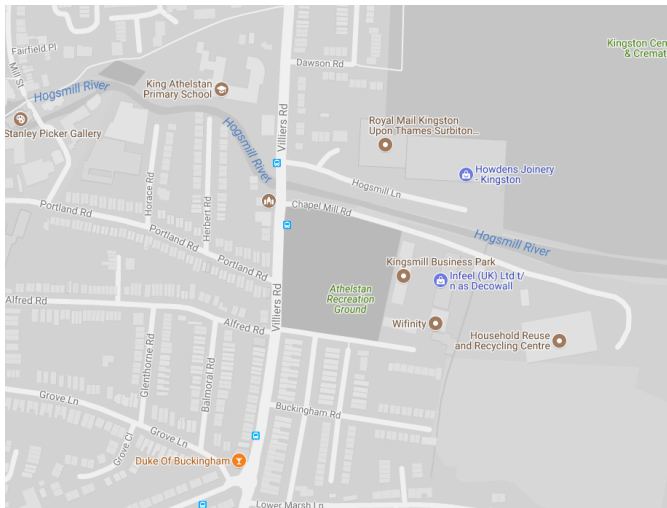 Kingston Cem
& Cremat
Fairfield Pl
Dawson Rd
Mill St
King Athelstan
Primary School
Hogsmill River
Villiers Rd
Stanley Picker Gallery
Royal Mail Kingston
Upon Thames Surbiton...
Hogsmill River
Howdens Joinery
- Kingston
Hogsmill Ln
Horace Rd
Herbert Rd
Portland Rd
Chapel Mill Rd
Portland Rd
Hogsmill River
Portland Rd
Kingsmill Business Park
Infeel (UK) Ltd t/
n as Decowall
Athelstan
Recreation
Ground
Villiers Rd
Alfred Rd
Alfred Rd
Wifinity
Household Reuse
and Recycling Centre
Glenthorne Rd
Balmoral Rd
Grove Ln
Buckingham Rd
Grove Ln
Grove Cl
Duke Of Buckingham
Lower Marsh Ln